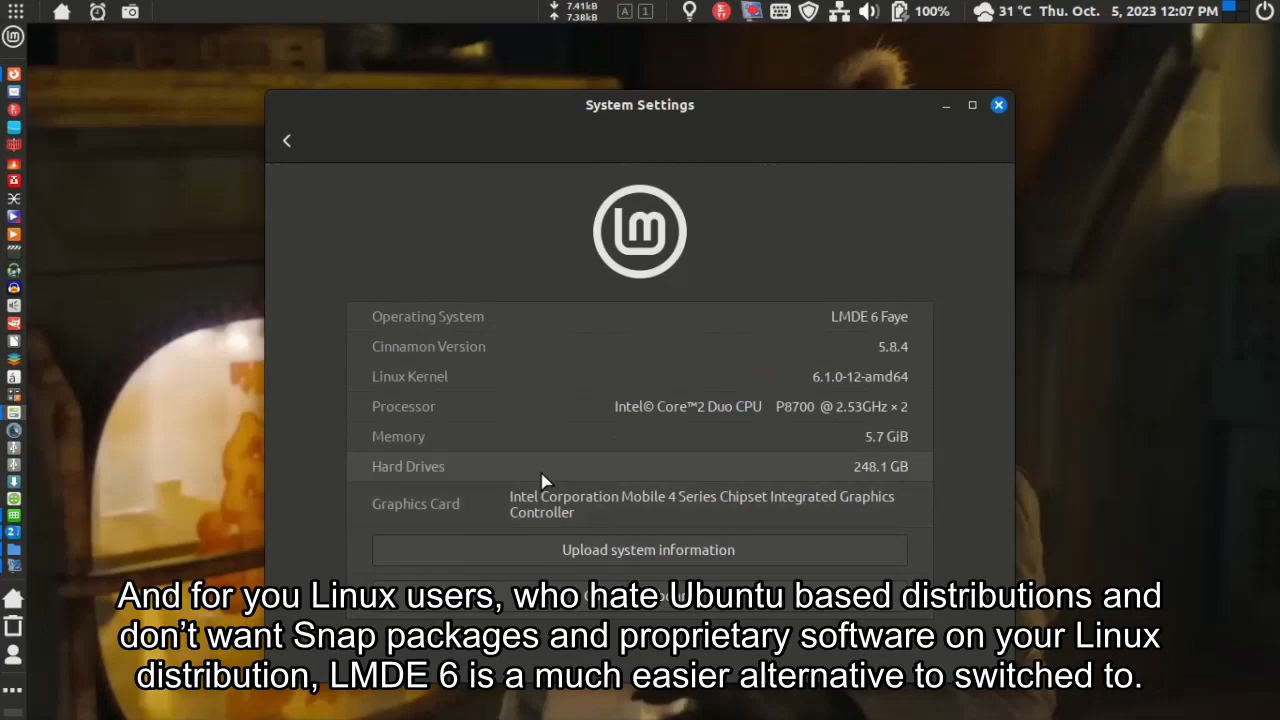 7.41kB
7.38kB
A 1
100%
31 °C Thu. Oct. 5, 2023 12:07 PM
System Settings
lm
Operating System LMDE 6 Faye
Cinnamon Version 5.8.4
Linux Kernel 6.1.0-12-amd64
Processor Intel© Core™2 Duo CPU P8700 @ 2.53GHz × 2
Memory 5.7 GiB
Hard Drives 248.1 GB
Graphics Card Intel Corporation Mobile 4 Series Chipset Integrated Graphics
Controller
Upload system information
And for you Linux users, who hate Ubuntu based distributions and
don’t want Snap packages and proprietary software on your Linux
distribution, LMDE 6 is a much easier alternative to switched to.